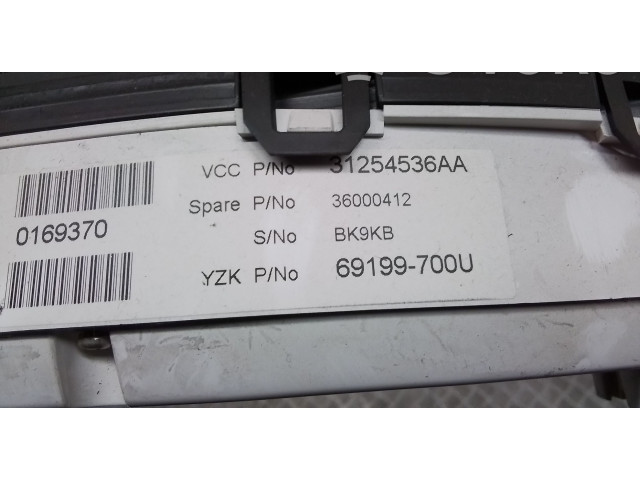 VCC P/No 31254536AA
Spare P/No 36000412
0169370
S/No BK9KB
YZK P/No 69199-700U